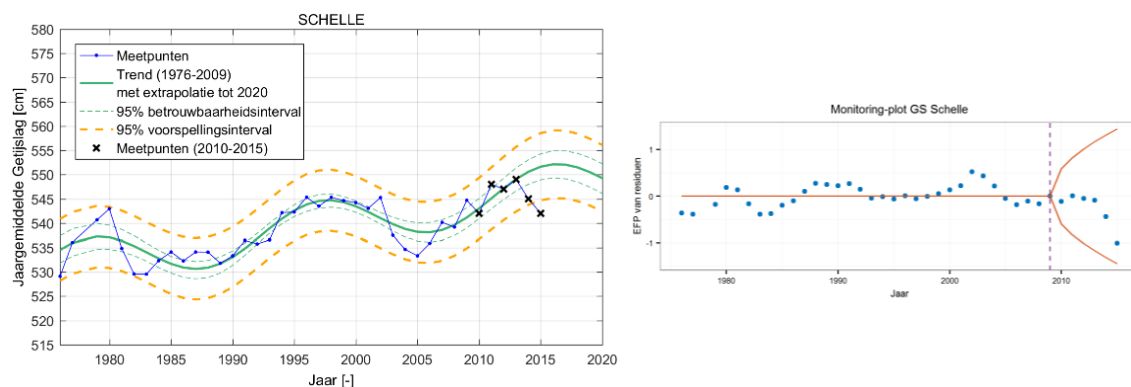 SCHELLE
Jaargemiddelde Getijslag [cm]
580
575
570
565
560
555
550
545
540
535
530
525
520
515
Meetpunten
Trend (1976-2009)
met extrapolatie tot 2020
95% betrouwbaarheidsinterval
95% voorspellingsinterval
Meetpunten (2010-2015)
1980 1985 1990 1995 2000 2005 2010 2015 2020
Jaar [-]
Monitoring-plot GS Schelle
EFP van residuen
1
0
-1
1980 1990 2000 2010
Jaar